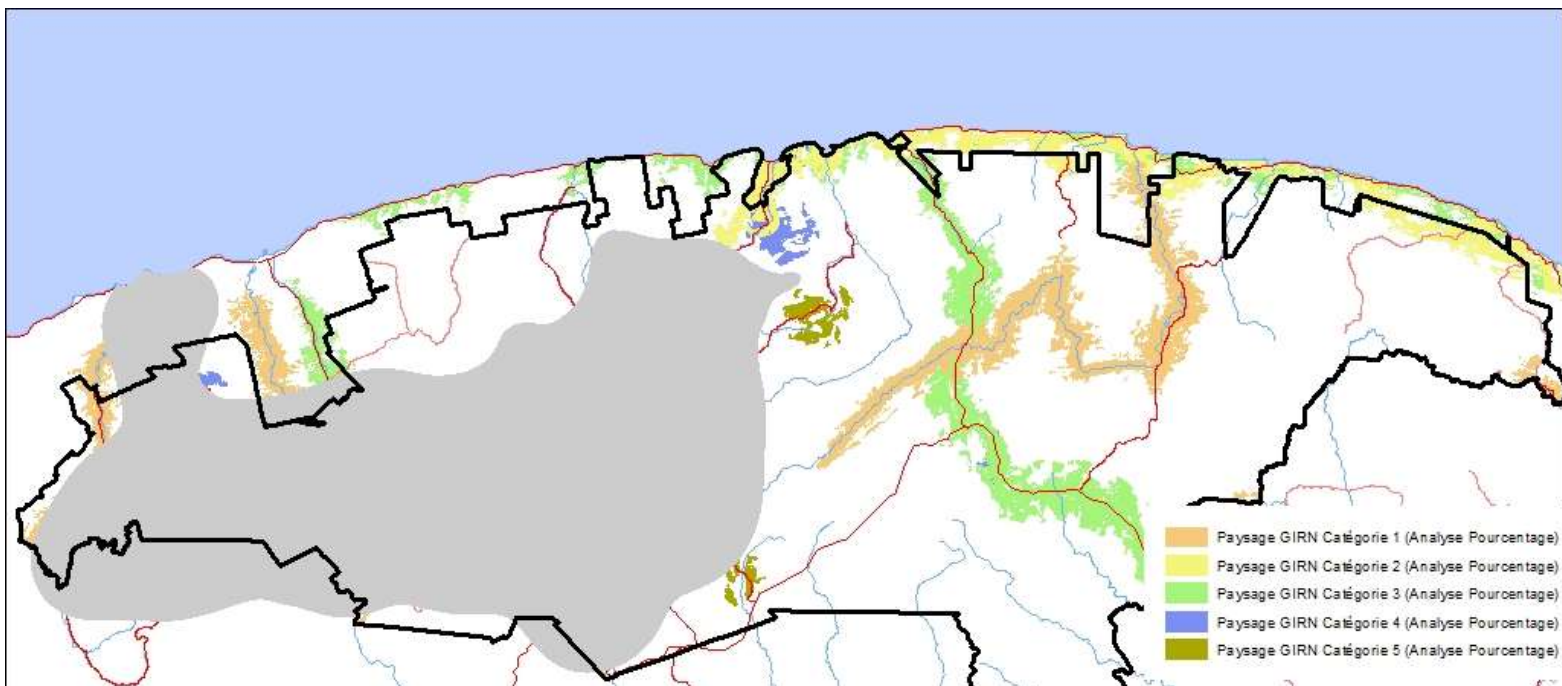 Paysage GIRN Catégorie 1 (Analyse Pourcentage)
Paysage GIRN Catégorie 2 (Analyse Pourcentage)
Paysage GIRN Catégorie 3 (Analyse Pourcentage)
Paysage GIRN Catégorie 4 (Analyse Pourcentage)
Paysage GIRN Catégorie 5 (Analyse Pourcentage)